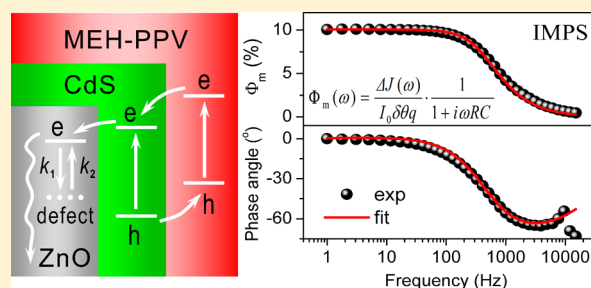 MEH-PPV
CdS
e
e
e
k₁ k₂
defect
h
h
ZnO
IMPS
Φm (%)
10
5
0
Φm(ω) = ΔJ(ω) / I₀δθq · 1 / 1 + iωRC
Phase angle (°)
0
-30
-60
exp
fit
1 10 100 1000 10000
Frequency (Hz)